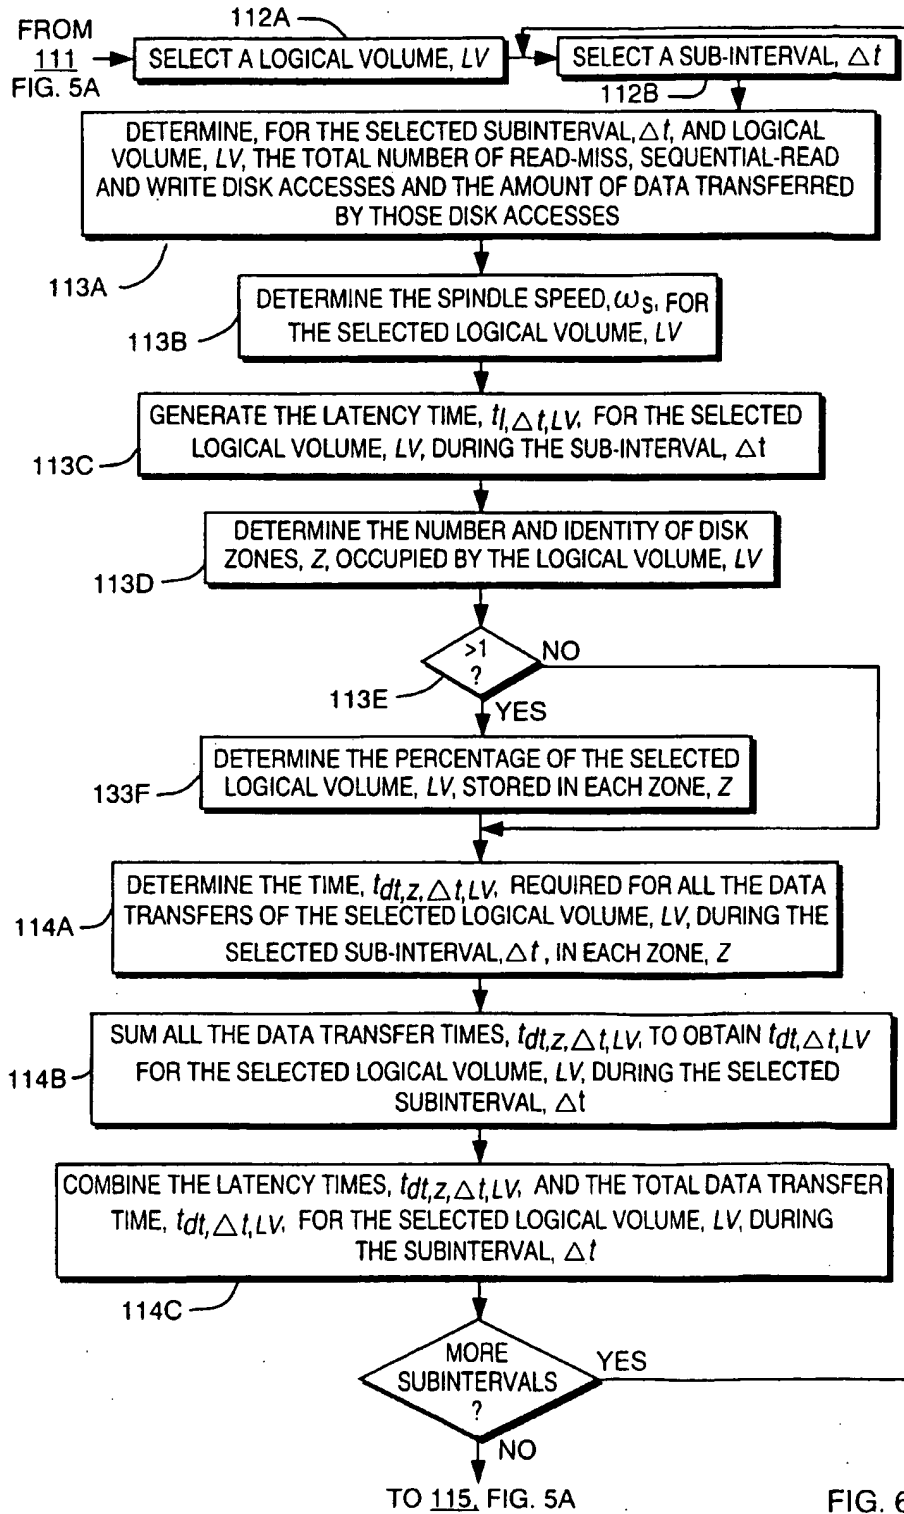 FROM
111
FIG. 5A
112A
SELECT A LOGICAL VOLUME, LV
SELECT A SUB-INTERVAL, Δt
112B
DETERMINE, FOR THE SELECTED SUBINTERVAL, Δt, AND LOGICAL
VOLUME, LV, THE TOTAL NUMBER OF READ-MISS, SEQUENTIAL-READ
AND WRITE DISK ACCESSES AND THE AMOUNT OF DATA TRANSFERRED
BY THOSE DISK ACCESSES
113A
DETERMINE THE SPINDLE SPEED, ωs, FOR
THE SELECTED LOGICAL VOLUME, LV
113B
GENERATE THE LATENCY TIME, tl,Δt,LV, FOR THE SELECTED
LOGICAL VOLUME, LV, DURING THE SUB-INTERVAL, Δt
113C
DETERMINE THE NUMBER AND IDENTITY OF DISK
ZONES, Z, OCCUPIED BY THE LOGICAL VOLUME, LV
113D
>1
?
NO
113E
YES
DETERMINE THE PERCENTAGE OF THE SELECTED
LOGICAL VOLUME, LV, STORED IN EACH ZONE, Z
133F
DETERMINE THE TIME, tdt,z,Δt,LV, REQUIRED FOR ALL THE DATA
TRANSFERS OF THE SELECTED LOGICAL VOLUME, LV, DURING THE
SELECTED SUB-INTERVAL, Δt, IN EACH ZONE, Z
114A
SUM ALL THE DATA TRANSFER TIMES, tdt,z,Δt,LV, TO OBTAIN tdt,Δt,LV
FOR THE SELECTED LOGICAL VOLUME, LV, DURING THE SELECTED
SUBINTERVAL, Δt
114B
COMBINE THE LATENCY TIMES, tdt,z,Δt,LV, AND THE TOTAL DATA TRANSFER
TIME, tdt,Δt,LV, FOR THE SELECTED LOGICAL VOLUME, LV, DURING
THE SUBINTERVAL, Δt
114C
MORE
SUBINTERVALS
?
YES
NO
TO 115, FIG. 5A
FIG. 6